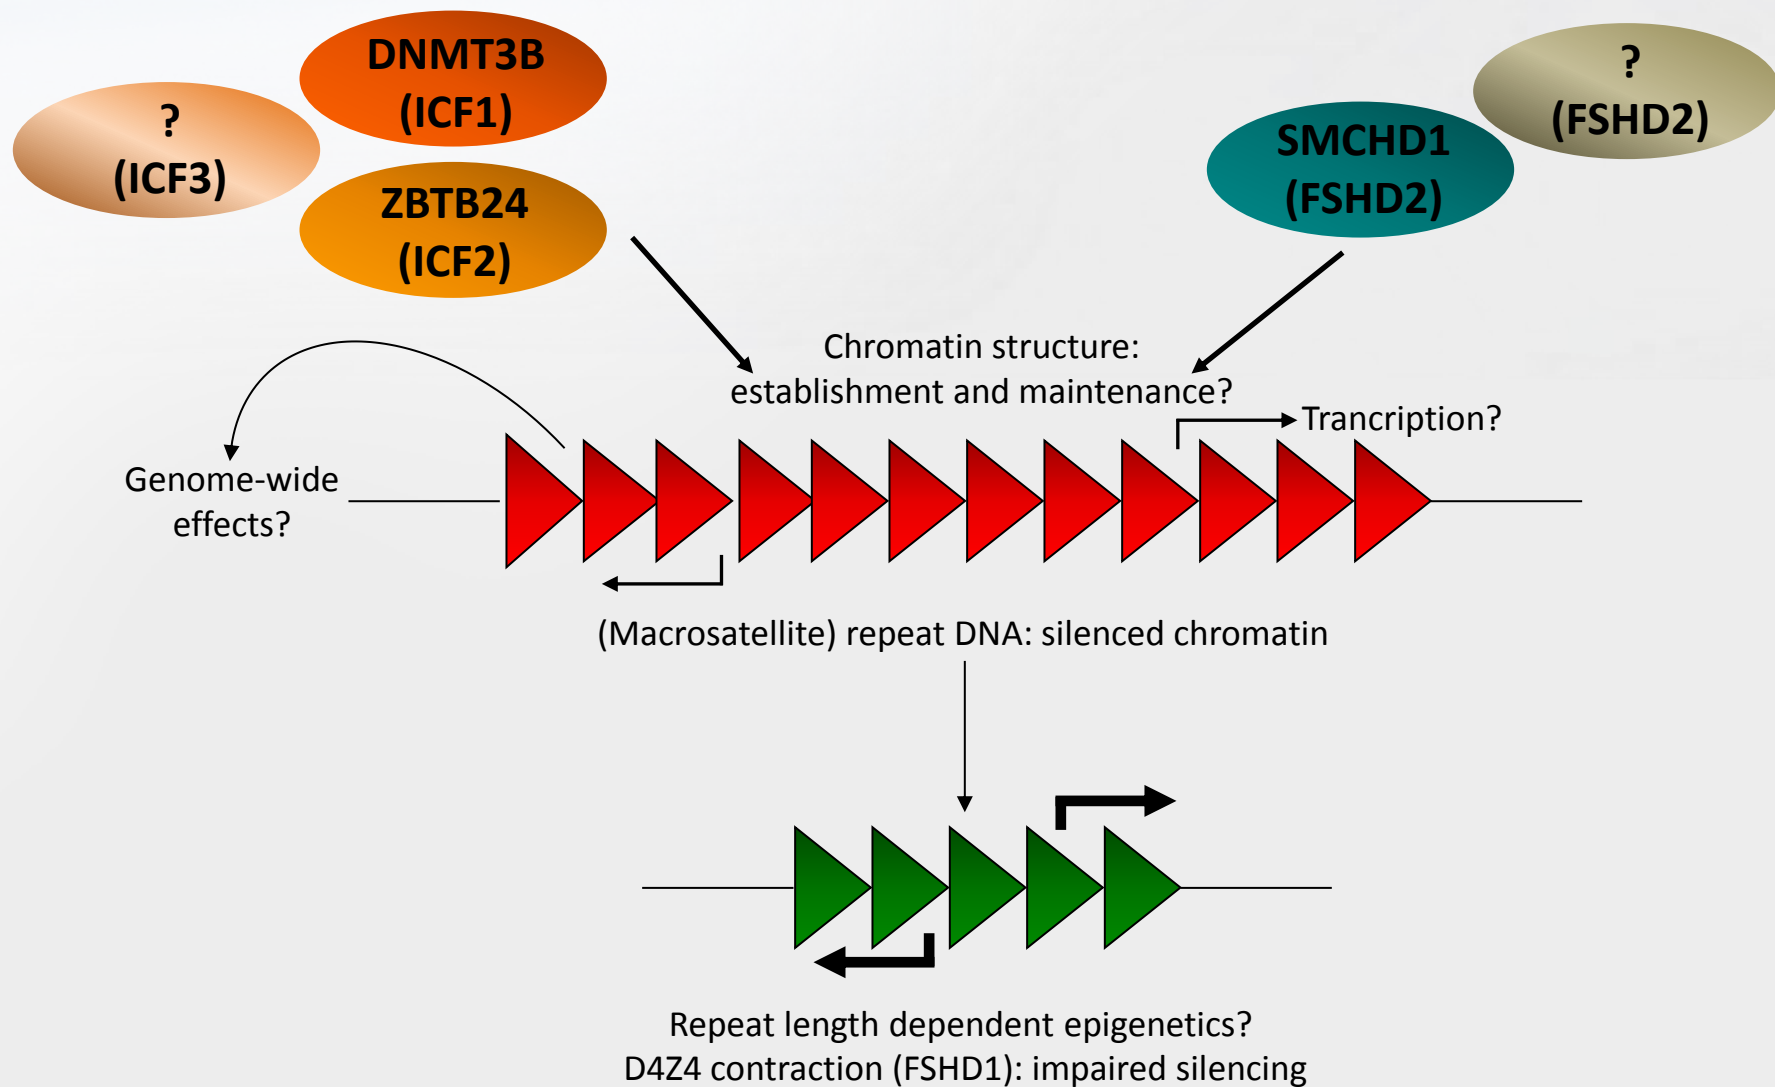 DNMT3B
(ICF1)
?
(ICF3)
ZBTB24
(ICF2)
?
(FSHD2)
SMCHD1
(FSHD2)
Chromatin structure:
establishment and maintenance?
Trancription?
Genome-wide
effects?
(Macrosatellite) repeat DNA: silenced chromatin
Repeat length dependent epigenetics?
D4Z4 contraction (FSHD1): impaired silencing